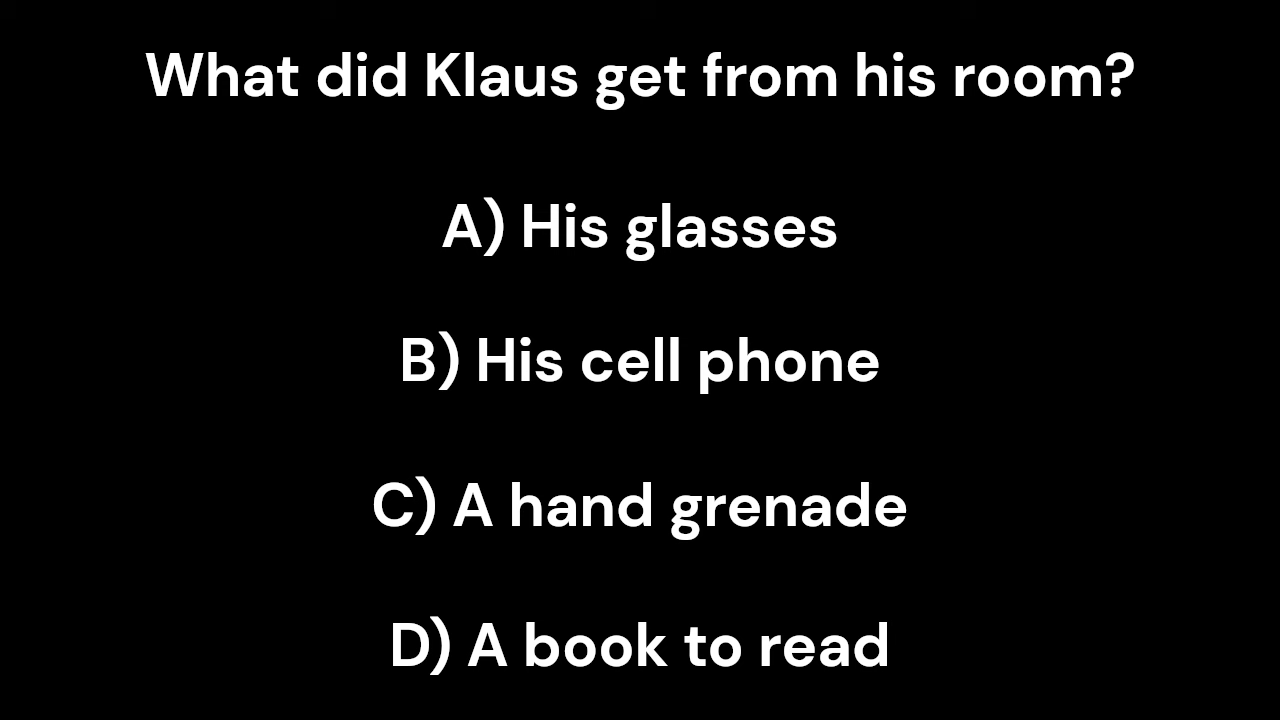 What did Klaus get from his room?
A) His glasses
B) His cell phone
C) A hand grenade
D) A book to read